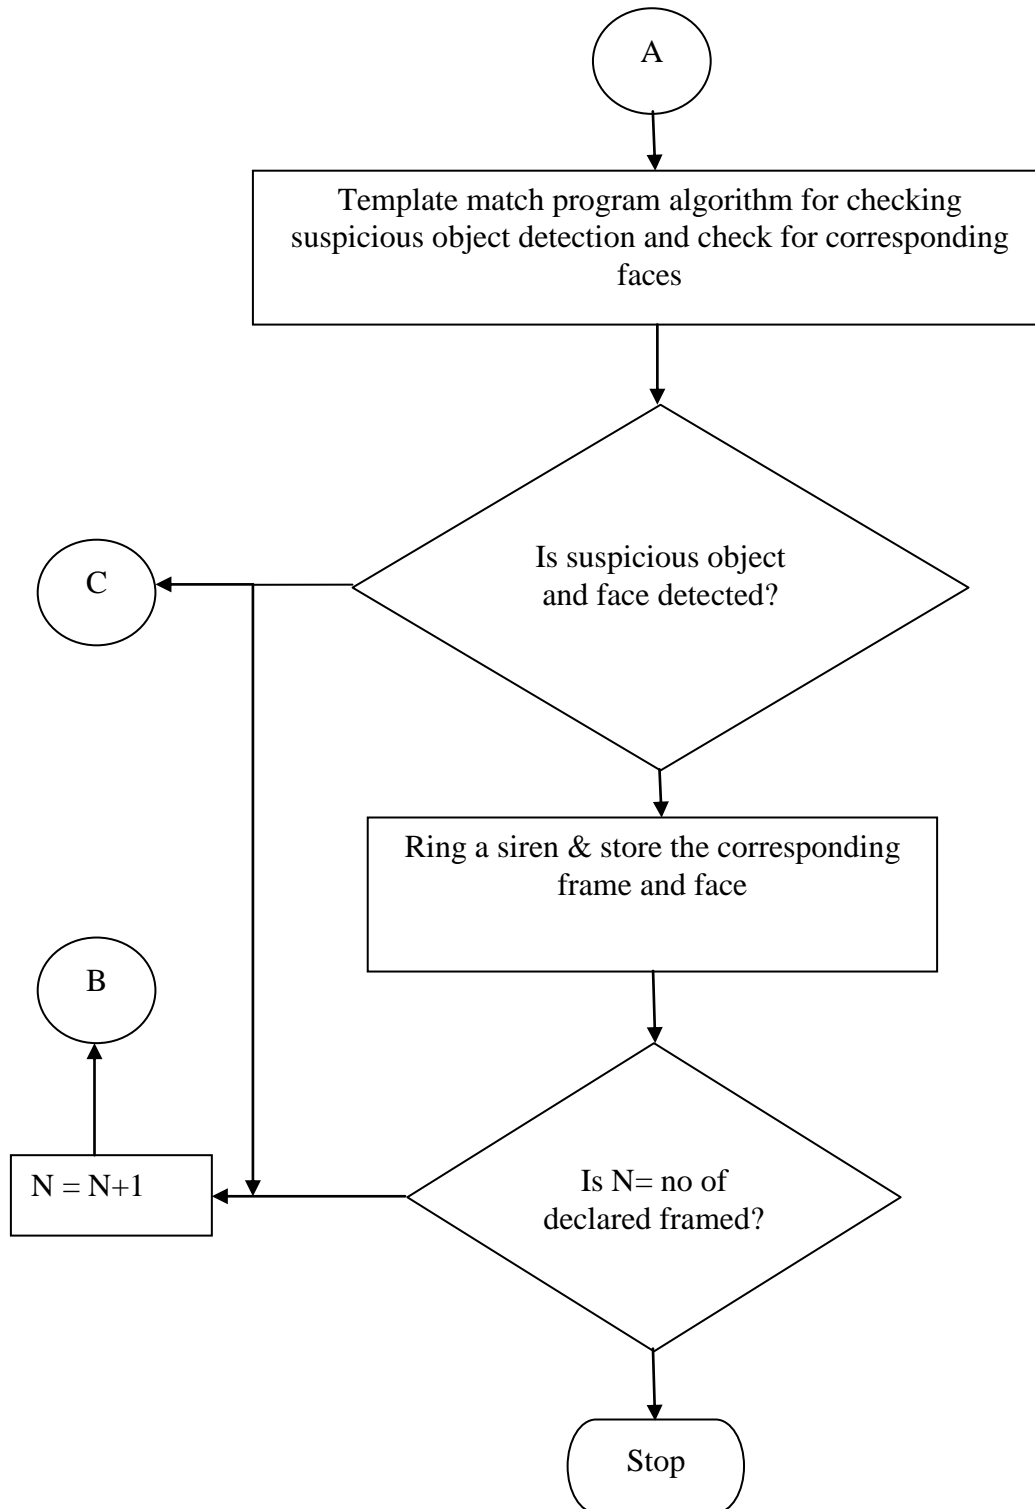 A
Template match program algorithm for checking
suspicious object detection and check for corresponding
faces
Is suspicious object
and face detected?
C
Ring a siren & store the corresponding
frame and face
B
N = N+1
Is N= no of
declared framed?
Stop